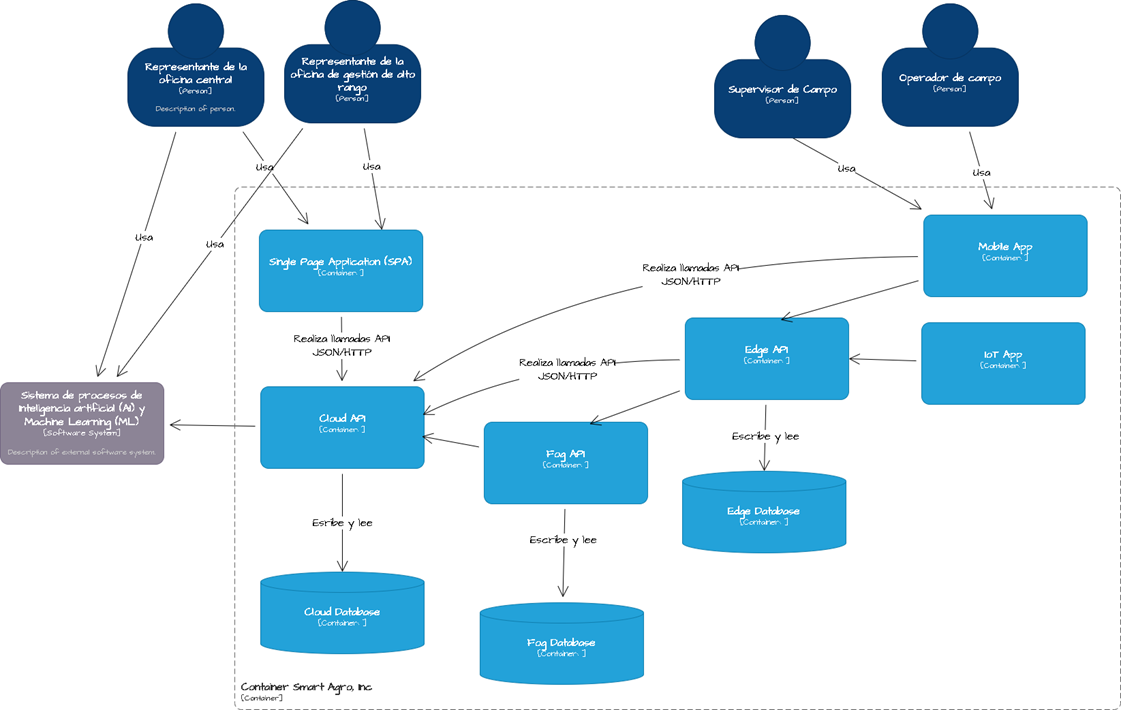 Representante de la
oficina central
[Person]
Description of person.
Representante de la
oficina de gestión de alto
rango
[Person]
Supervisor de Campo
[Person]
Operador de campo
[Person]
Usa
Usa
Usa
Usa
Usa
Usa
Single Page Application (SPA)
[Container: ]
Mobile App
[Container: ]
Realiza llamadas API
JSON/HTTP
Realiza llamadas API
JSON/HTTP
Edge API
[Container: ]
IoT App
[Container: ]
Realiza llamadas API
JSON/HTTP
Sistema de procesos de
inteligencia artificial (AI) y
Machine Learning (ML)
[Software System]
Description of external software system.
Cloud API
[Container: ]
Fog API
[Container: ]
Escribe y lee
Edge Database
[Container: ]
Esribe y lee
Escribe y lee
Cloud Database
[Container: ]
Fog Database
[Container: ]
Container Smart Agro, Inc
[Container]